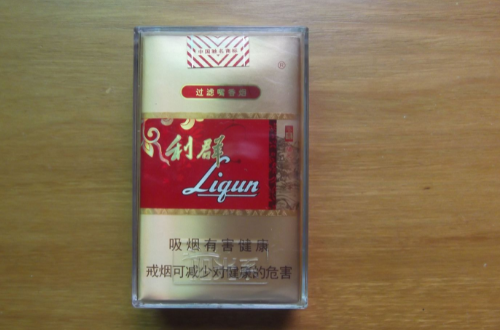 中国驰名商标
®
过滤嘴卷烟
利群
Liqun
吸烟有害健康
戒烟可减少对健康的危害